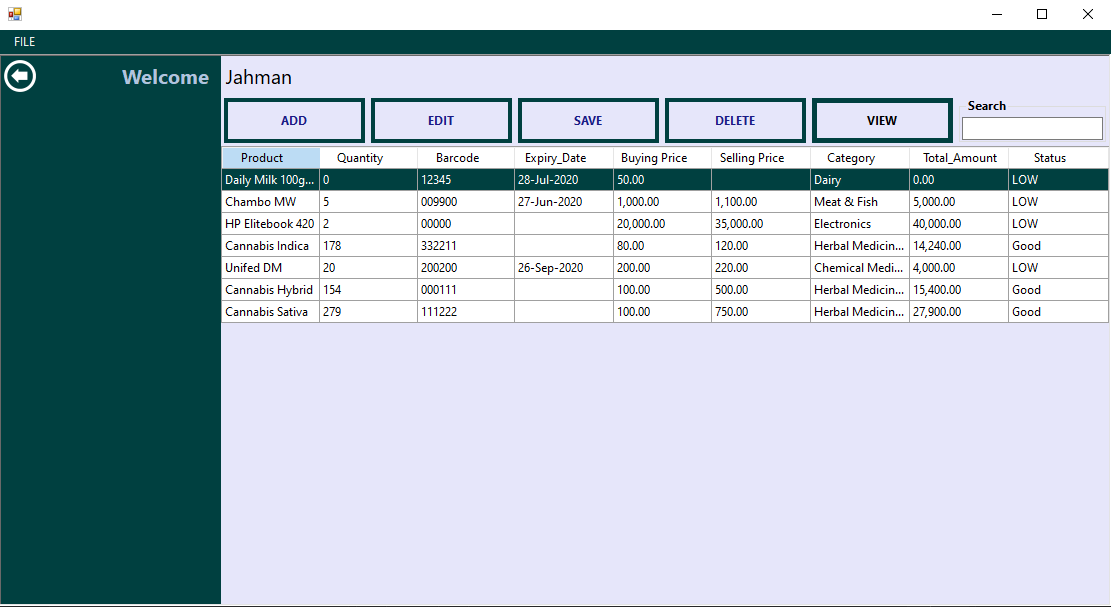 FILE
Welcome Jahman
ADD EDIT SAVE DELETE VIEW Search
Product Quantity Barcode Expiry_Date Buying Price Selling Price Category Total_Amount Status
Daily Milk 100g... 0 12345 28-Jul-2020 50.00 Dairy 0.00 LOW
Chambo MW 5 009900 27-Jun-2020 1,000.00 1,100.00 Meat & Fish 5,000.00 LOW
HP Elitebook 420 2 00000 20,000.00 35,000.00 Electronics 40,000.00 LOW
Cannabis Indica 178 332211 80.00 120.00 Herbal Medicin... 14,240.00 Good
Unifed DM 20 200200 26-Sep-2020 200.00 220.00 Chemical Medi... 4,000.00 LOW
Cannabis Hybrid 154 000111 100.00 500.00 Herbal Medicin... 15,400.00 Good
Cannabis Sativa 279 111222 100.00 750.00 Herbal Medicin... 27,900.00 Good